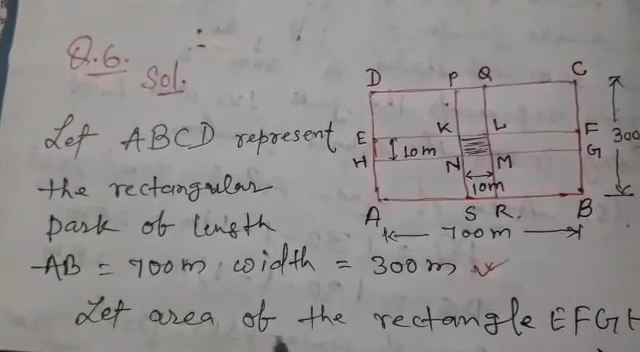 Q.6.
Sol.
D P Q C
Let ABCD represent
E K L F
H 10m N M G
300
the rectangular
10m
Park of length
A S R. B
700m
AB = 700m, width = 300m
Let area of the rectangle EFGH